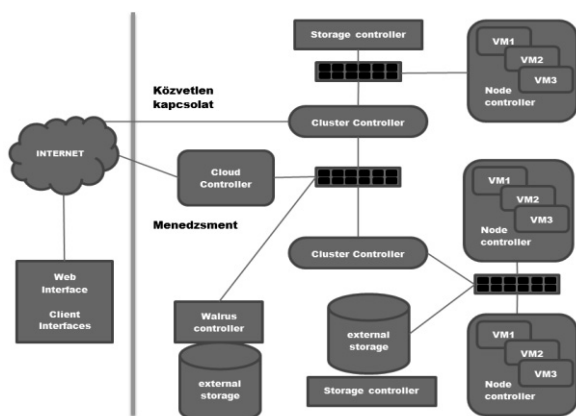 Storage controller
VM1
VM2
VM3
Node
controller
Közvetlen
kapcsolat
Cluster Controller
INTERNET
Cloud
Controller
VM1
VM2
VM3
Node
controller
Menedzsment
Cluster Controller
Web
Interface
Client
Interfaces
Walrus
controller
external
storage
external
storage
Storage controller
VM1
VM2
VM3
Node
controller